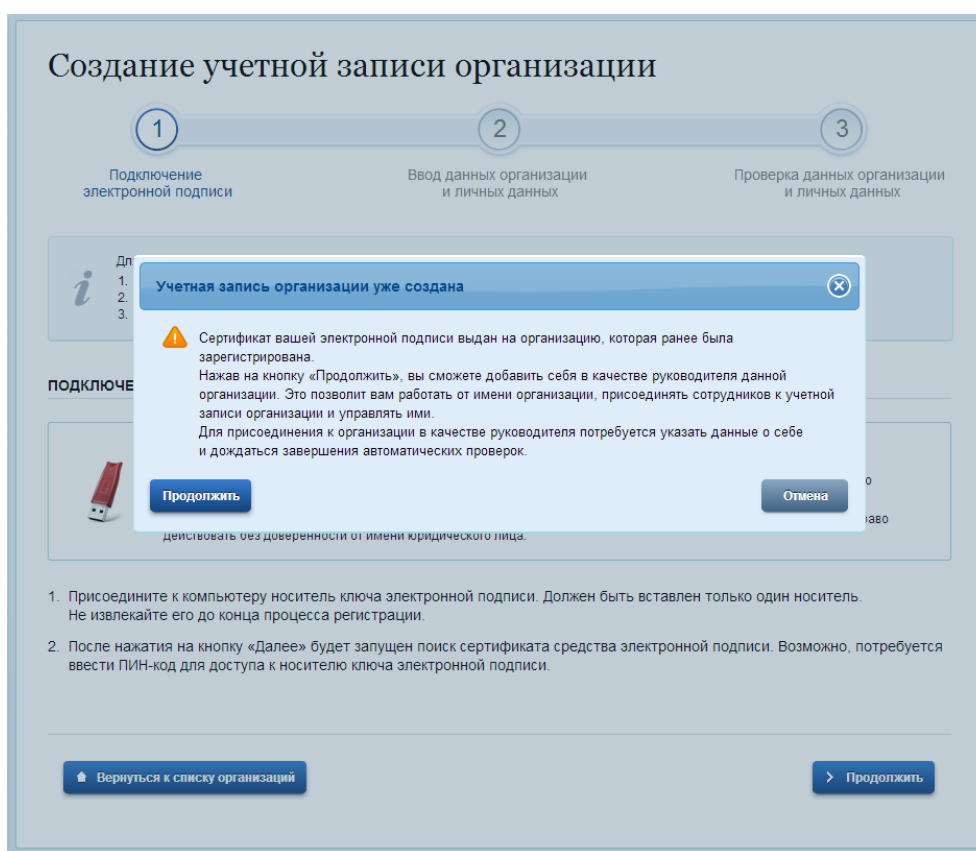 Создание учетной записи организации
1
2
3
Подключение
электронной подписи
Ввод данных организации
и личных данных
Проверка данных организации
и личных данных
1.
2.
3.
Учетная запись организации уже создана
Сертификат вашей электронной подписи выдан на организацию, которая ранее была
зарегистрирована.
Нажав на кнопку «Продолжить», вы сможете добавить себя в качестве руководителя данной
организации. Это позволит вам работать от имени организации, присоединять сотрудников к учетной
записи организации и управлять ими.
Для присоединения к организации в качестве руководителя потребуется указать данные о себе
и дождаться завершения автоматических проверок.
Продолжить
Отмена
действовать без доверенности от имени юридического лица.
1. Присоедините к компьютеру носитель ключа электронной подписи. Должен быть вставлен только один носитель.
Не извлекайте его до конца процесса регистрации.
2. После нажатия на кнопку «Далее» будет запущен поиск сертификата средства электронной подписи. Возможно, потребуется
ввести ПИН-код для доступа к носителю ключа электронной подписи.
Вернуться к списку организаций
Продолжить